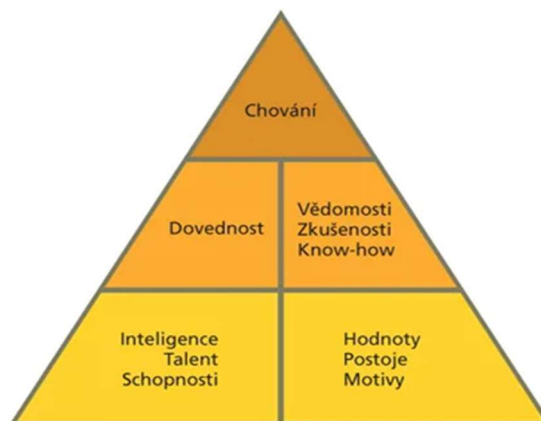 Chování
Dovednost
Vědomosti
Zkušenosti
Know-how
Inteligence
Talent
Schopnosti
Hodnoty
Postoje
Motivy